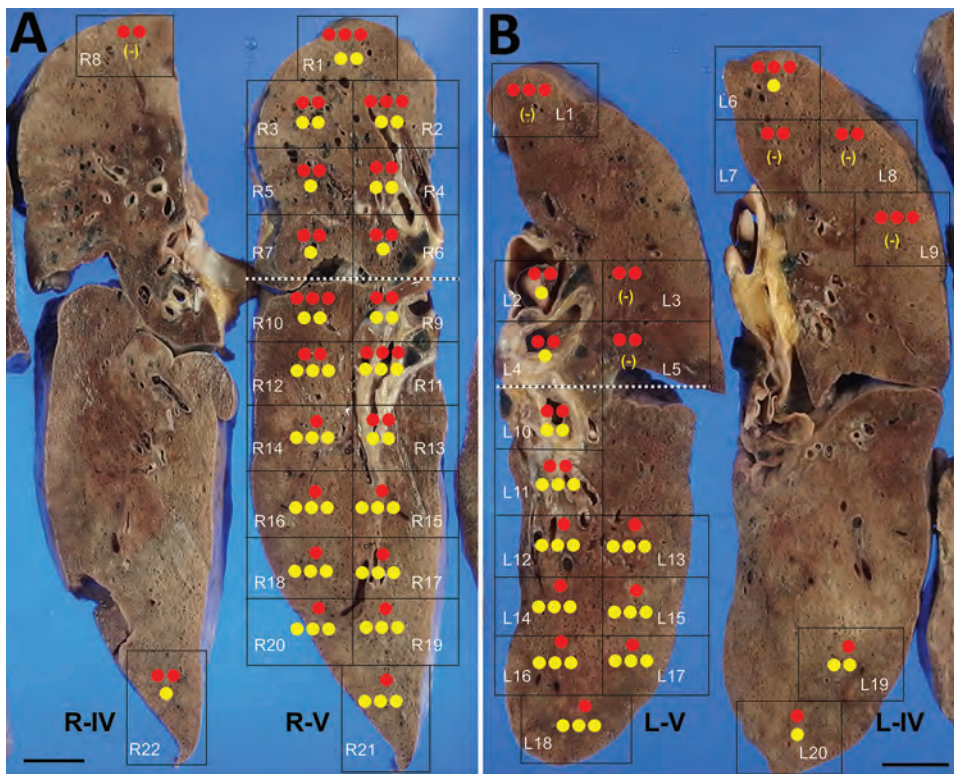 A
R8
(-)
R1
R3
R2
R5
R4
R7
R6
R10
R9
R12
R11
R14
R13
R16
R15
R18
R17
R20
R19
R22
R21
R-IV
R-V
B
L1
(-)
L6
L7
(-)
(-)
L8
L9
(-)
L2
L3
(-)
L4
L5
(-)
L10
L11
L12
L13
L14
L15
L16
L17
L18
L19
L20
L-V
L-IV